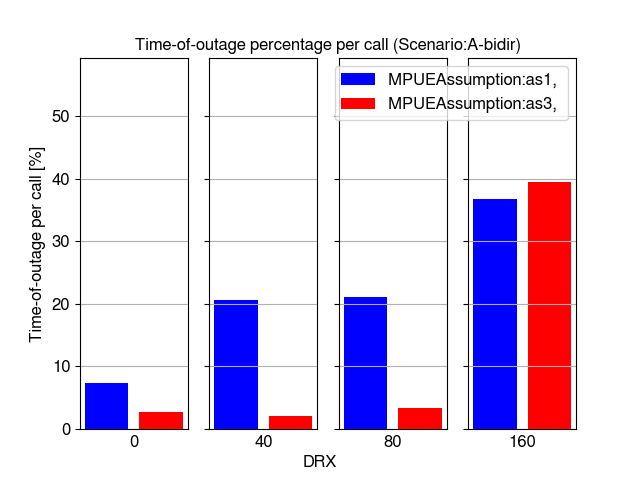 Time-of-outage percentage per call (Scenario:A-bidir)
MPUEAssumption:as1,
MPUEAssumption:as3,
Time-of-outage per call [%]
50
40
30
20
10
0
0
40
80
160
DRX